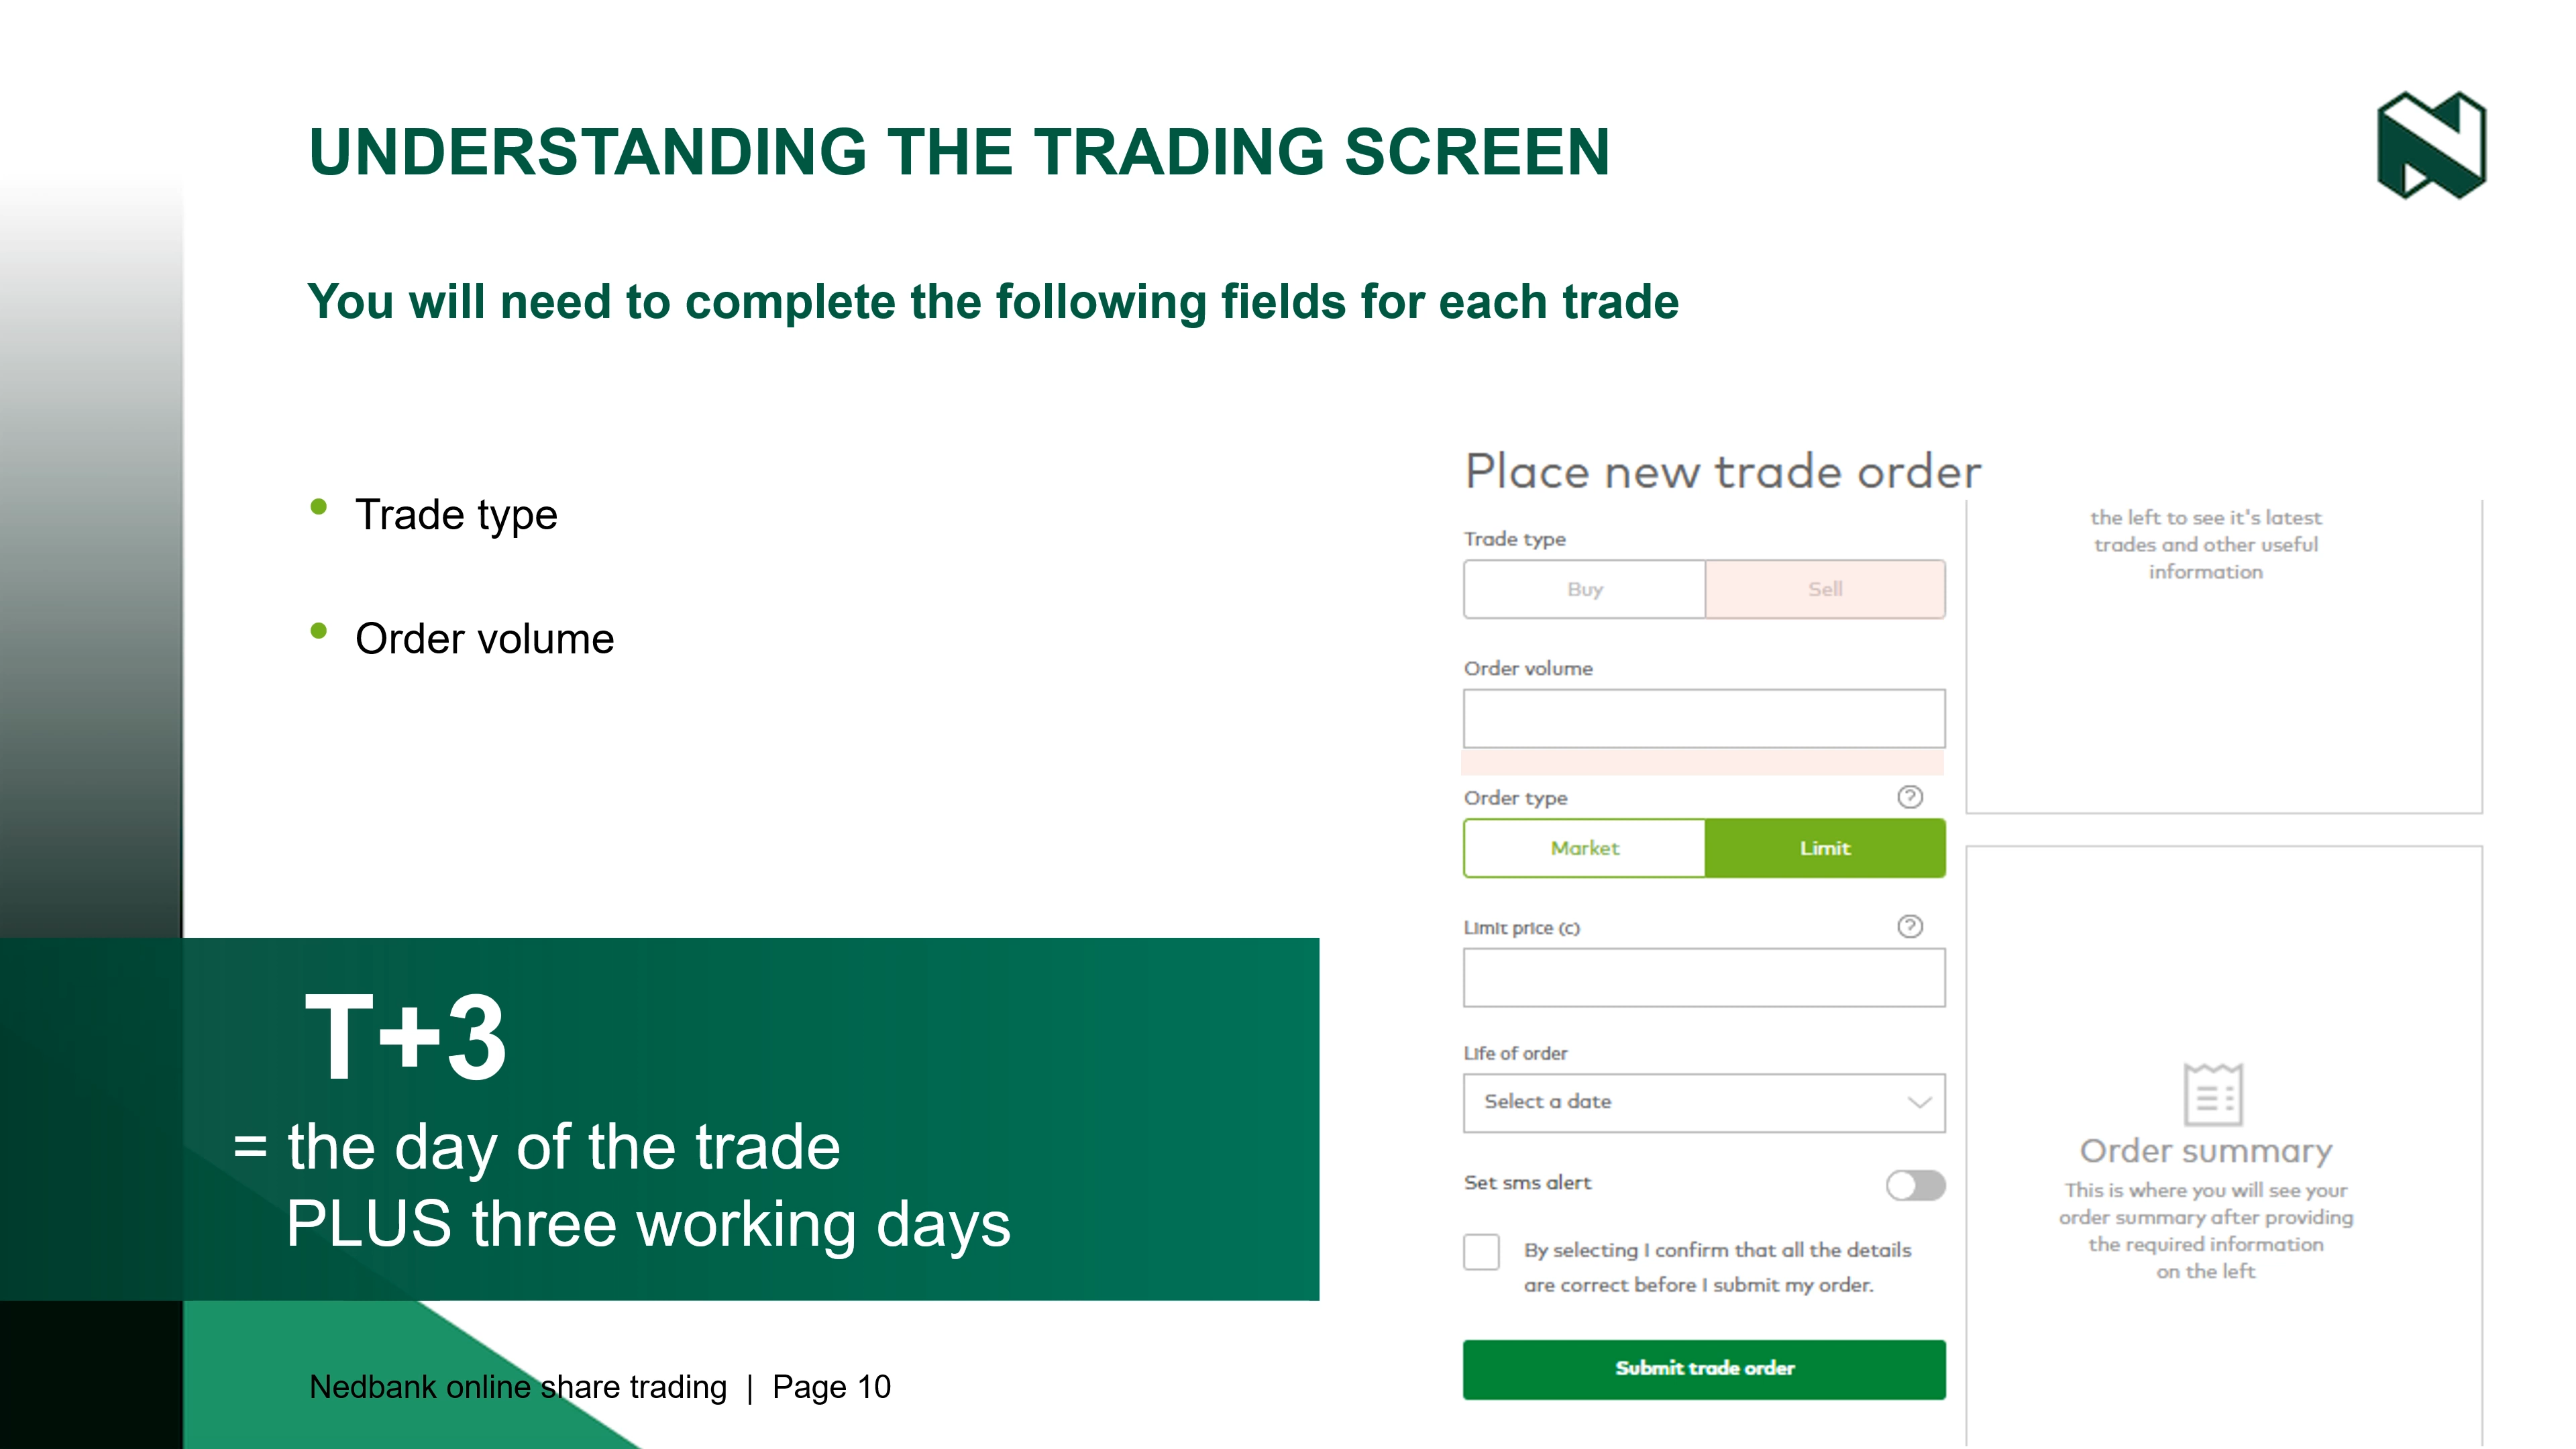 UNDERSTANDING THE TRADING SCREEN
You will need to complete the following fields for each trade
• Trade type
• Order volume
T+3
= the day of the trade
PLUS three working days
Nedbank online share trading | Page 10
Place new trade order
Trade type
Buy
Sell
Order volume
Order type
?
Market
Limit
Limit price (c)
?
Life of order
Select a date
Set sms alert
By selecting I confirm that all the details
are correct before I submit my order.
Submit trade order
the left to see it's latest
trades and other useful
information
Order summary
This is where you will see your
order summary after providing
the required information
on the left